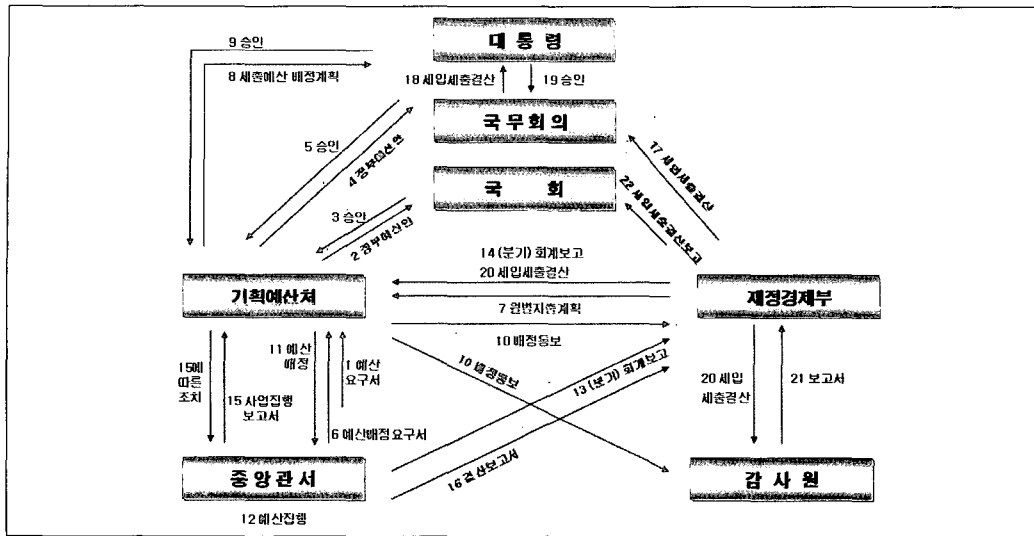 대 통 령
9 승인
8 세출예산 배정계획
18 세입세출결산
19 승인
국 무 회 의
5 승인
4 정부예산안
국 회
17 세입세출결산
22 세입세출결산보고
3 승인
2 정부예산안
14 (분기) 회계보고
20 세입세출결산
기획예산처
재정경제부
7 월별지출계획
10 배정통보
11 예산
배정
1 예산
요구서
15에
따른
조치
15 사업집행
보고서
10 배정통보
13 (분기) 회계보고
20 세입
세출결산
21 보고서
6 예산배정요구서
16 결산보고서
중 앙 관 서
감 사 원
12 예산집행